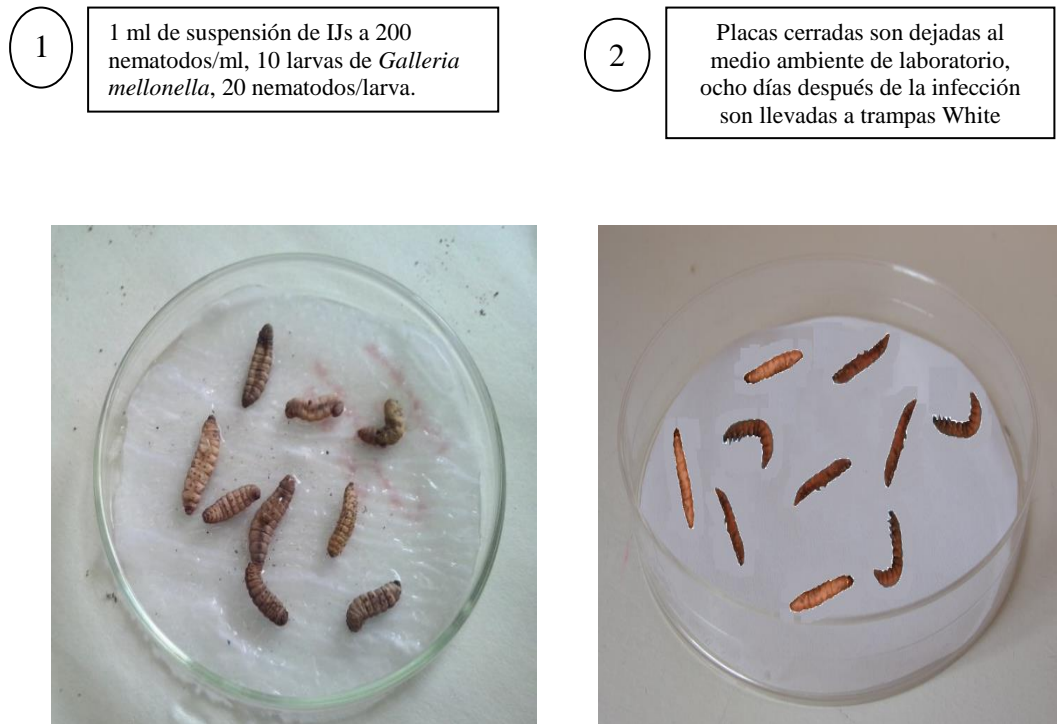 1
1 ml de suspensión de IJs a 200
nematodos/ml, 10 larvas de Galleria
mellonella, 20 nematodos/larva.
2
Placas cerradas son dejadas al
medio ambiente de laboratorio,
ocho días después de la infección
son llevadas a trampas White